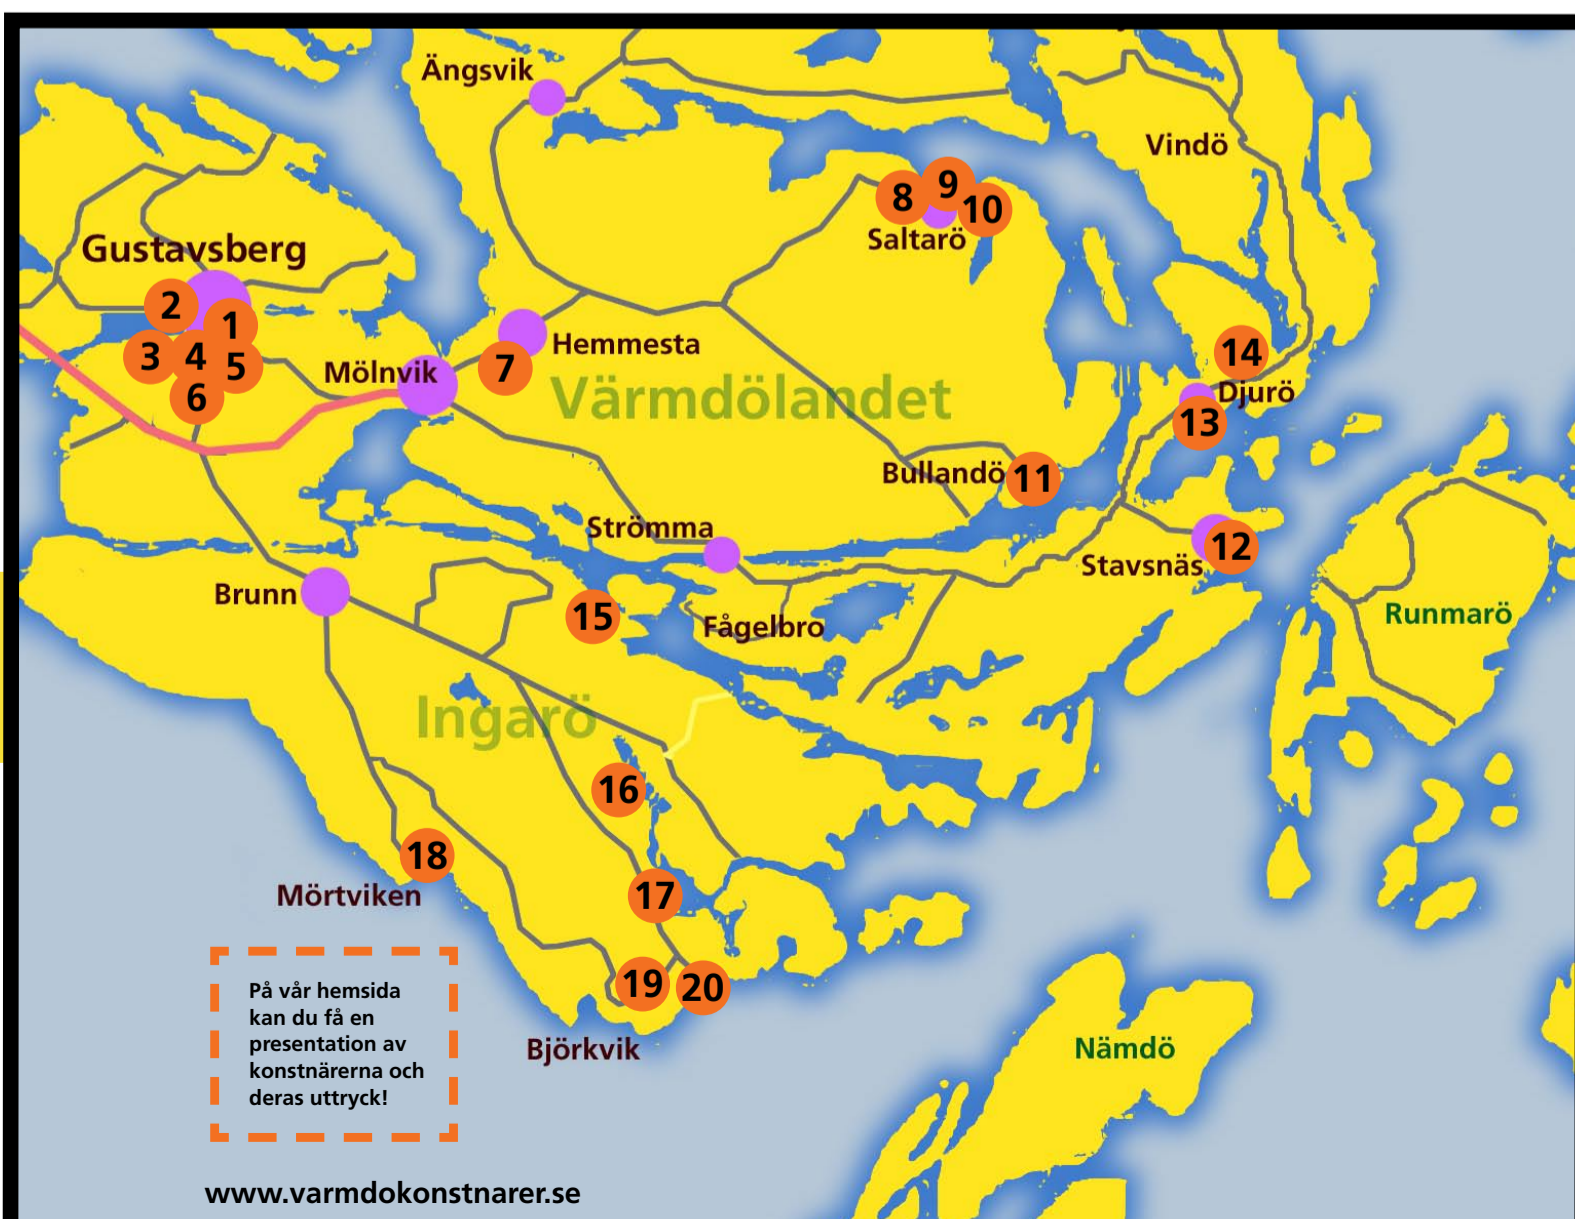 Ängsvik
Vindö
9
8
10
Saltarö
Gustavsberg
2
1
3
4
5
6
Mölnvik
7
Hemmesta
Värmdölandet
14
Djurö
13
Bullandö
11
Strömma
12
Stavsnäs
Brunn
15
Fågelbro
Runmarö
Ingarö
16
18
Mörtviken
17
19
20
Björkvik
Nämdö
På vår hemsida
kan du få en
presentation av
konstnärerna och
deras uttryck!
www.varmdokonstnarer.se